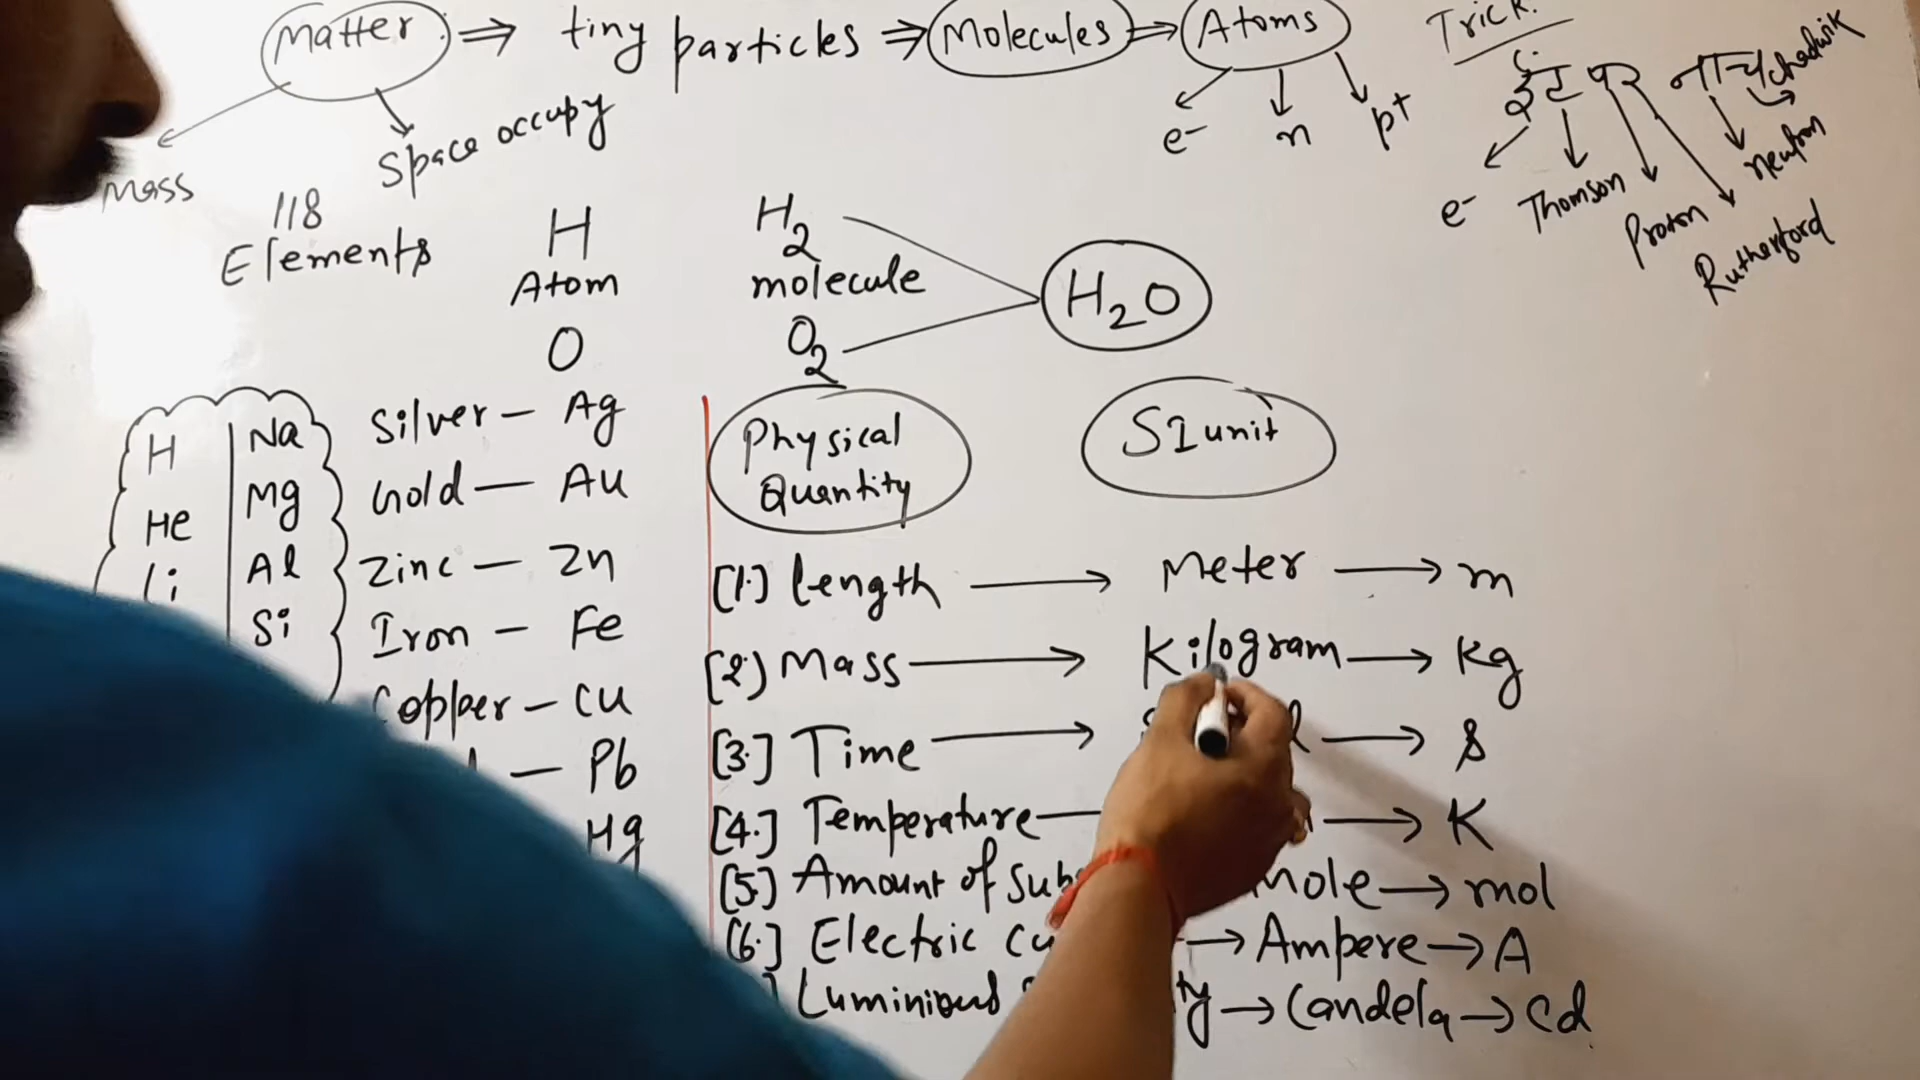 Matter ⇒ tiny particles ⇒ Molecules ⇒ Atoms
Mass
Space occupy
e- n p+
Trick:
e- Thomson Proton Rutherford neutron chadwik
118
Elements
H
Atom
O
H2
molecule
O2
H2O
H Na
He Mg
Li Al
Si
Silver – Ag
Gold – Au
Zinc – Zn
Iron – Fe
Copper – Cu
– Pb
Hg
Physical
Quantity
SI unit
[1.] Length → Meter → m
[2.] Mass → Kilogram → Kg
[3.] Time → → s
[4.] Temperature – → K
[5.] Amount of mole → mol
[6.] Electric → Ampere → A
Luminious → Candela → Cd